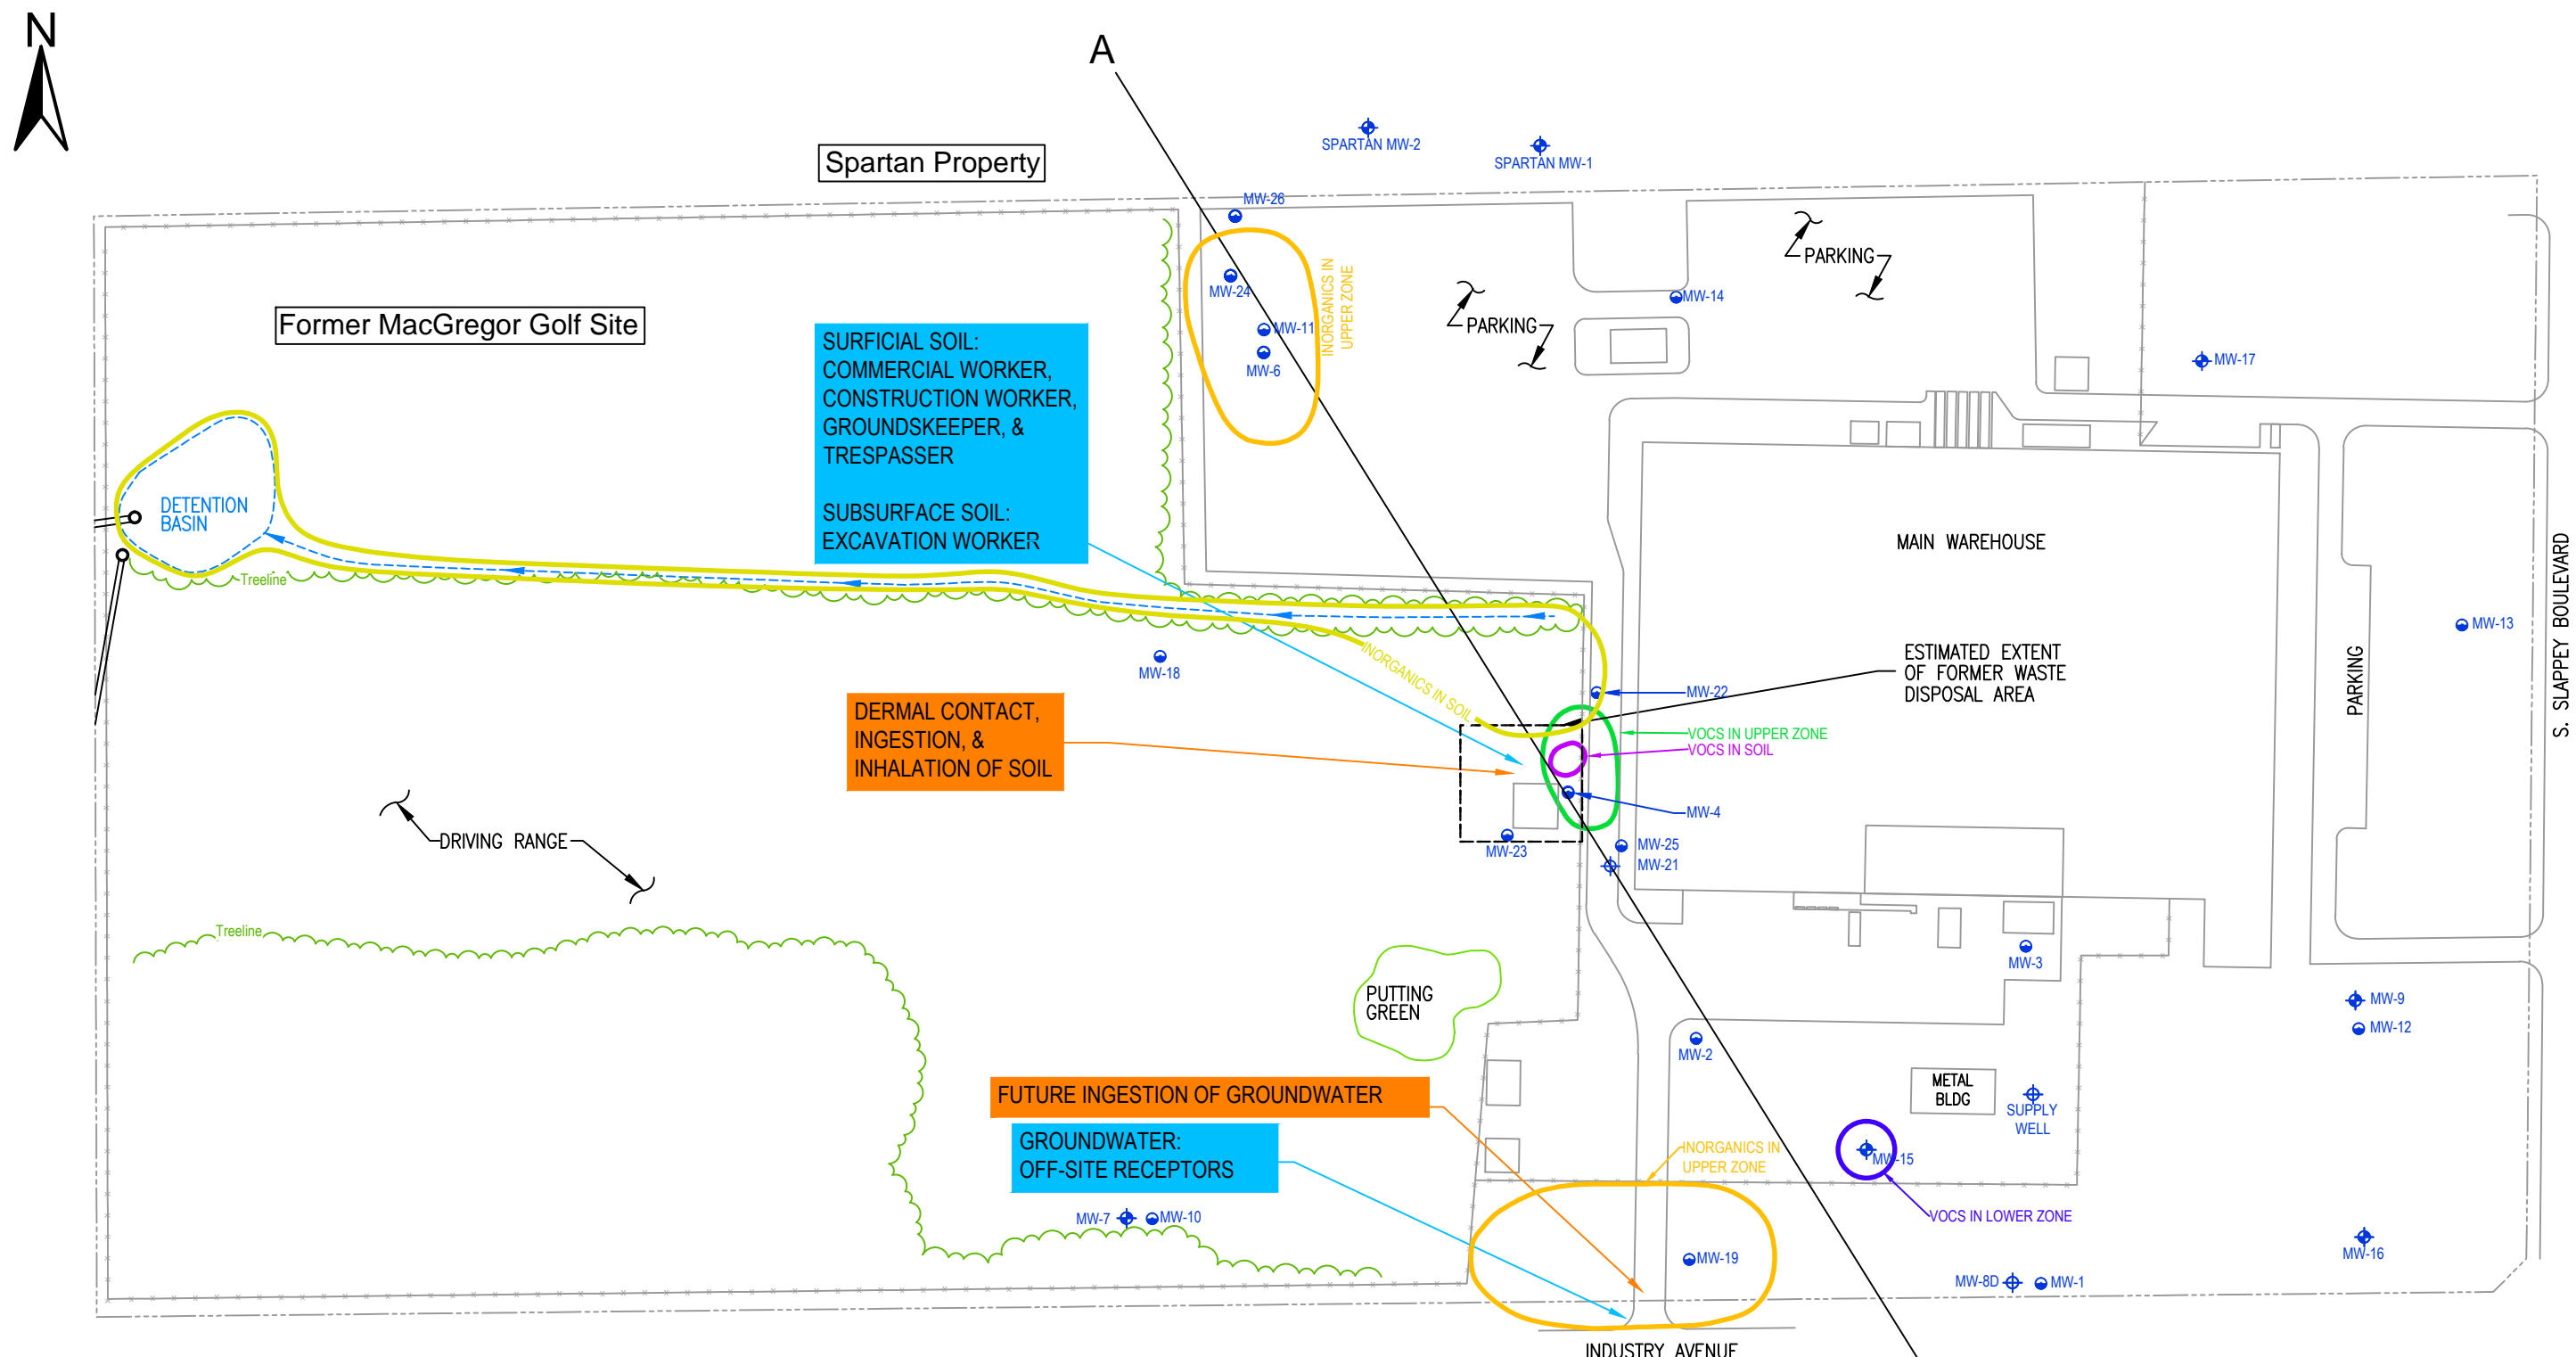 N
A
SPARTAN MW-2
SPARTAN MW-1
Spartan Property
MW-26
Former MacGregor Golf Site
MW-24
MW-11
MW-6
INORGANICS IN
UPPER ZONE
PARKING
PARKING
MW-14
MW-17
SURFICIAL SOIL:
COMMERCIAL WORKER,
CONSTRUCTION WORKER,
GROUNDSKEEPER, &
TRESPASSER
SUBSURFACE SOIL:
EXCAVATION WORKER
DETENTION
BASIN
Treeline
MAIN WAREHOUSE
MW-13
S. SLAPPEY BOULEVARD
PARKING
MW-18
INORGANICS IN SOIL
ESTIMATED EXTENT
OF FORMER WASTE
DISPOSAL AREA
MW-22
DERMAL CONTACT,
INGESTION, &
INHALATION OF SOIL
VOCS IN UPPER ZONE
VOCS IN SOIL
MW-4
DRIVING RANGE
MW-23
MW-25
MW-21
Treeline
MW-3
PUTTING
GREEN
MW-9
MW-12
MW-2
METAL
BLDG
SUPPLY
WELL
FUTURE INGESTION OF GROUNDWATER
GROUNDWATER:
OFF-SITE RECEPTORS
INORGANICS IN
UPPER ZONE
MW-15
VOCS IN LOWER ZONE
MW-7
MW-10
MW-19
MW-16
MW-8D
MW-1
INDUSTRY AVENUE